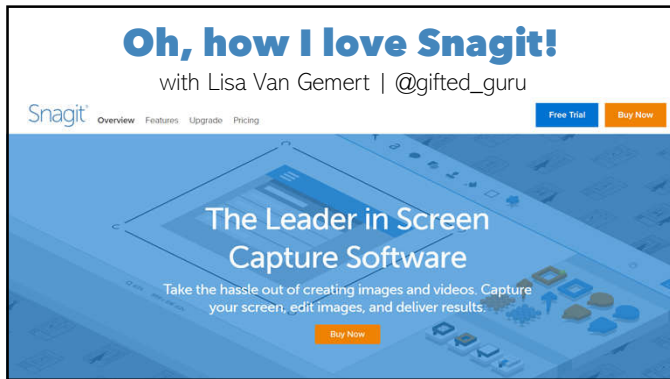 Oh, how I love Snagit!
with Lisa Van Gemert | @gifted_guru
Snagit® Overview Features Upgrade Pricing Free Trial Buy Now
The Leader in Screen
Capture Software
Take the hassle out of creating images and videos. Capture
your screen, edit images, and deliver results.
Buy Now